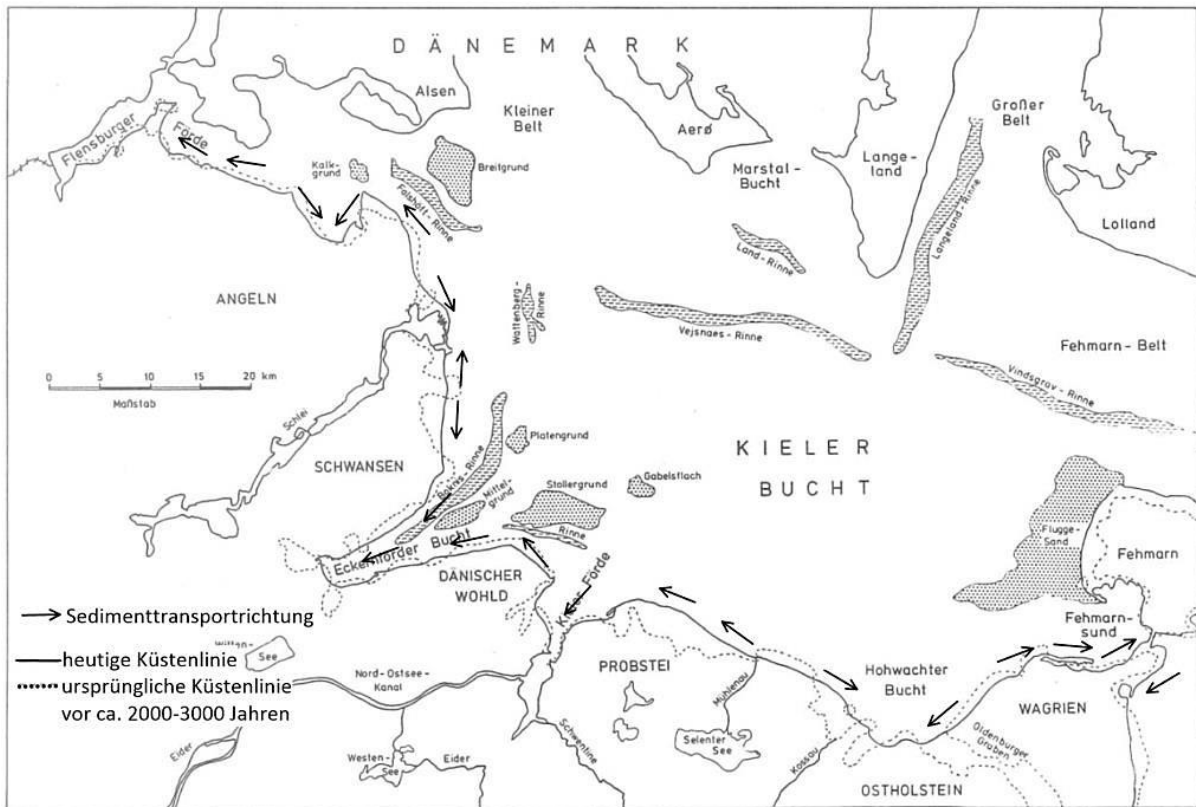 DÄNEMARK
Alsen
Kleiner
Belt
Großer
Belt
Aerø
Marstal-
Bucht
Lange-
land
Lolland
Flensburger
Förde
Kalk-
grund
Breitgrund
Falshöft-Rinne
Land-Rinne
Langeland-Rinne
ANGELN
Wattenberg-
Rinne
Vejsnaes-Rinne
Fehmarn-Belt
Vindsgrav-Rinne
0 5 10 15 20 km
Maßstab
Schlei
SCHWANSEN
Platengrund
Mittel-
grund
Stollergrund
Rinne
Gabelsflach
KIELER
BUCHT
Flügge-
Sand
Fehmarn
Eckernförder Bucht
DÄNISCHER
WOHLD
Kieler Förde
Fehmarn-
sund
Sedimenttransportrichtung
See
heutige Küstenlinie
ursprüngliche Küstenlinie
vor ca. 2000-3000 Jahren
Nord-Ostsee-
Kanal
PROBSTEI
Hohwachter
Bucht
WAGRIEN
Mühlenau
Selenter
See
Schwentine
Kossau
Oldenburger
Graben
OSTHOLSTEIN
Eider
Westen-
See
Eider